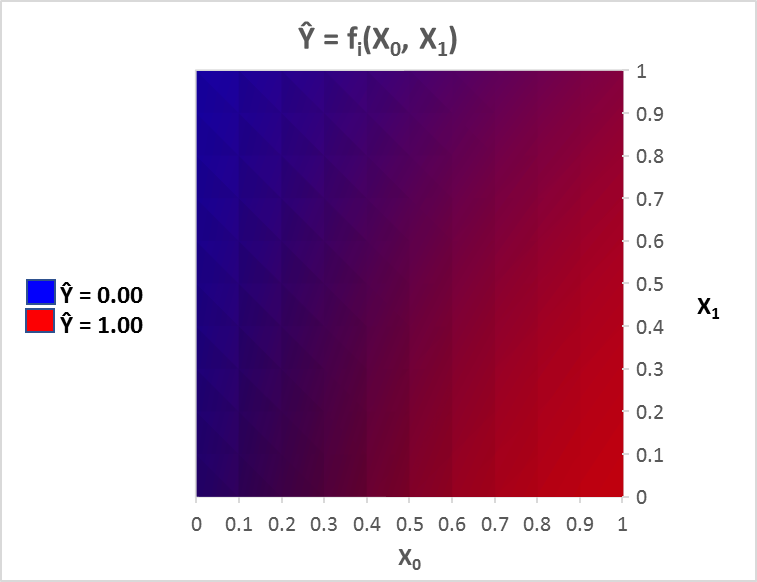 Ŷ = fi(X0, X1)
1
0.9
0.8
0.7
0.6
0.5
0.4
0.3
0.2
0.1
0
Ŷ = 0.00
Ŷ = 1.00
X1
0 0.1 0.2 0.3 0.4 0.5 0.6 0.7 0.8 0.9 1
X0